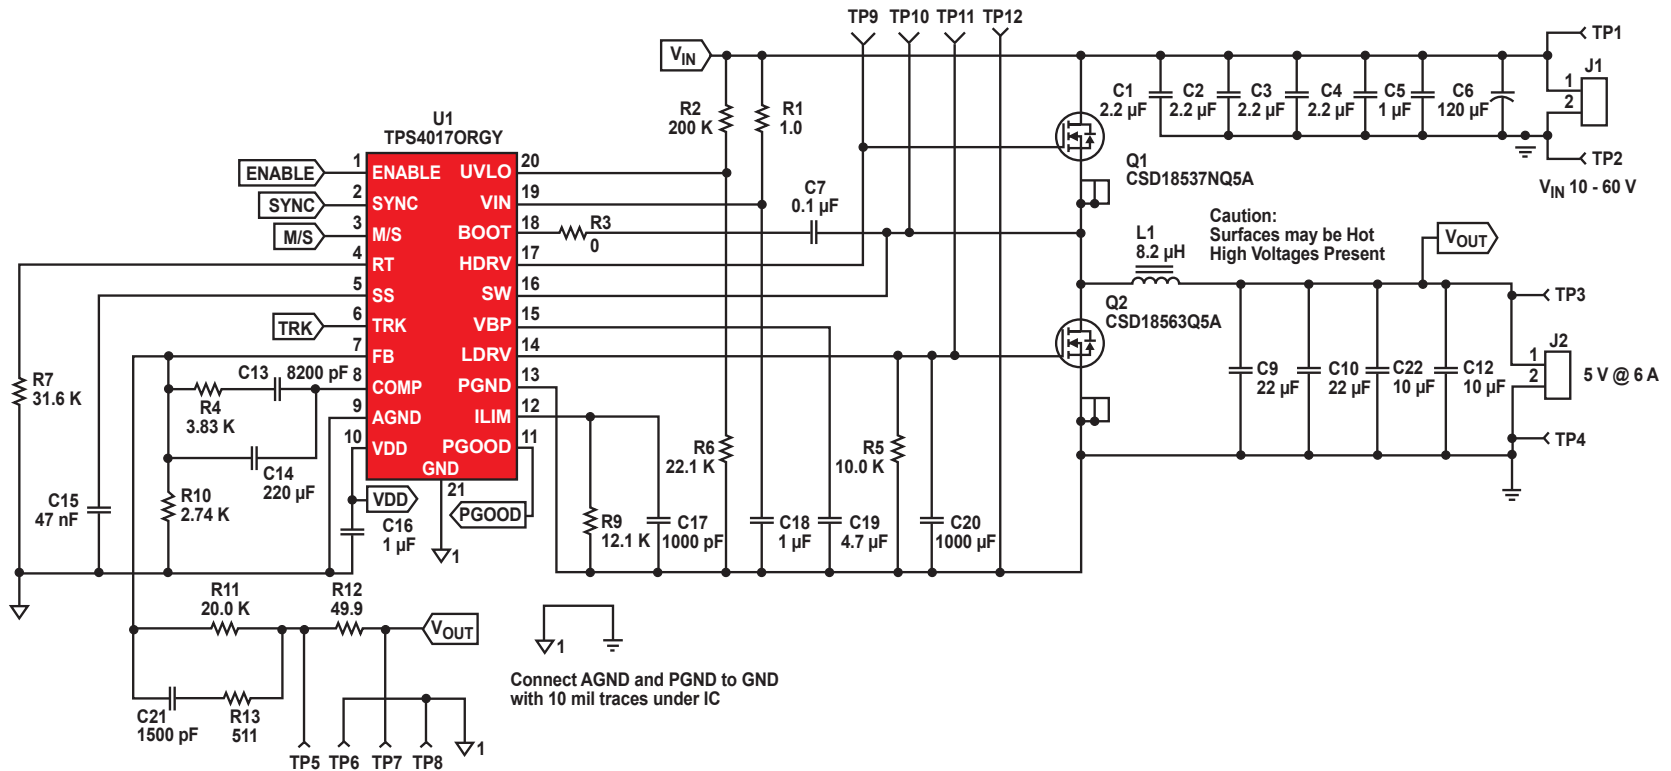 TP9 TP10 TP11 TP12
TP1
VIN
J1
1
2
R2
200 K
R1
1.0
C1
2.2 µF
C2
2.2 µF
C3
2.2 µF
C4
2.2 µF
C5
1 µF
C6
120 µF
TP2
VIN 10 - 60 V
U1
TPS4017ORGY
ENABLE
SYNC
M/S
TRK
1
2
3
4
5
6
7
8
9
10
ENABLE
SYNC
M/S
RT
SS
TRK
FB
COMP
AGND
VDD
GND
21
UVLO
VIN
BOOT
HDRV
SW
VBP
LDRV
PGND
ILIM
PGOOD
20
19
18
17
16
15
14
13
12
11
C7
0.1 µF
R3
0
Q1
CSD18537NQ5A
Caution:
Surfaces may be Hot
High Voltages Present
L1
8.2 µH
VOUT
Q2
CSD18563Q5A
TP3
J2
1
2
5 V @ 6 A
TP4
C9
22 µF
C10
22 µF
C22
10 µF
C12
10 µF
R7
31.6 K
C13
8200 pF
R4
3.83 K
C14
220 µF
R10
2.74 K
C15
47 nF
VDD
C16
1 µF
PGOOD
1
R6
22.1 K
R5
10.0 K
R9
12.1 K
C17
1000 pF
C18
1 µF
C19
4.7 µF
C20
1000 µF
R11
20.0 K
R12
49.9
VOUT
C21
1500 pF
R13
511
TP5 TP6 TP7 TP8
1
1
Connect AGND and PGND to GND
with 10 mil traces under IC